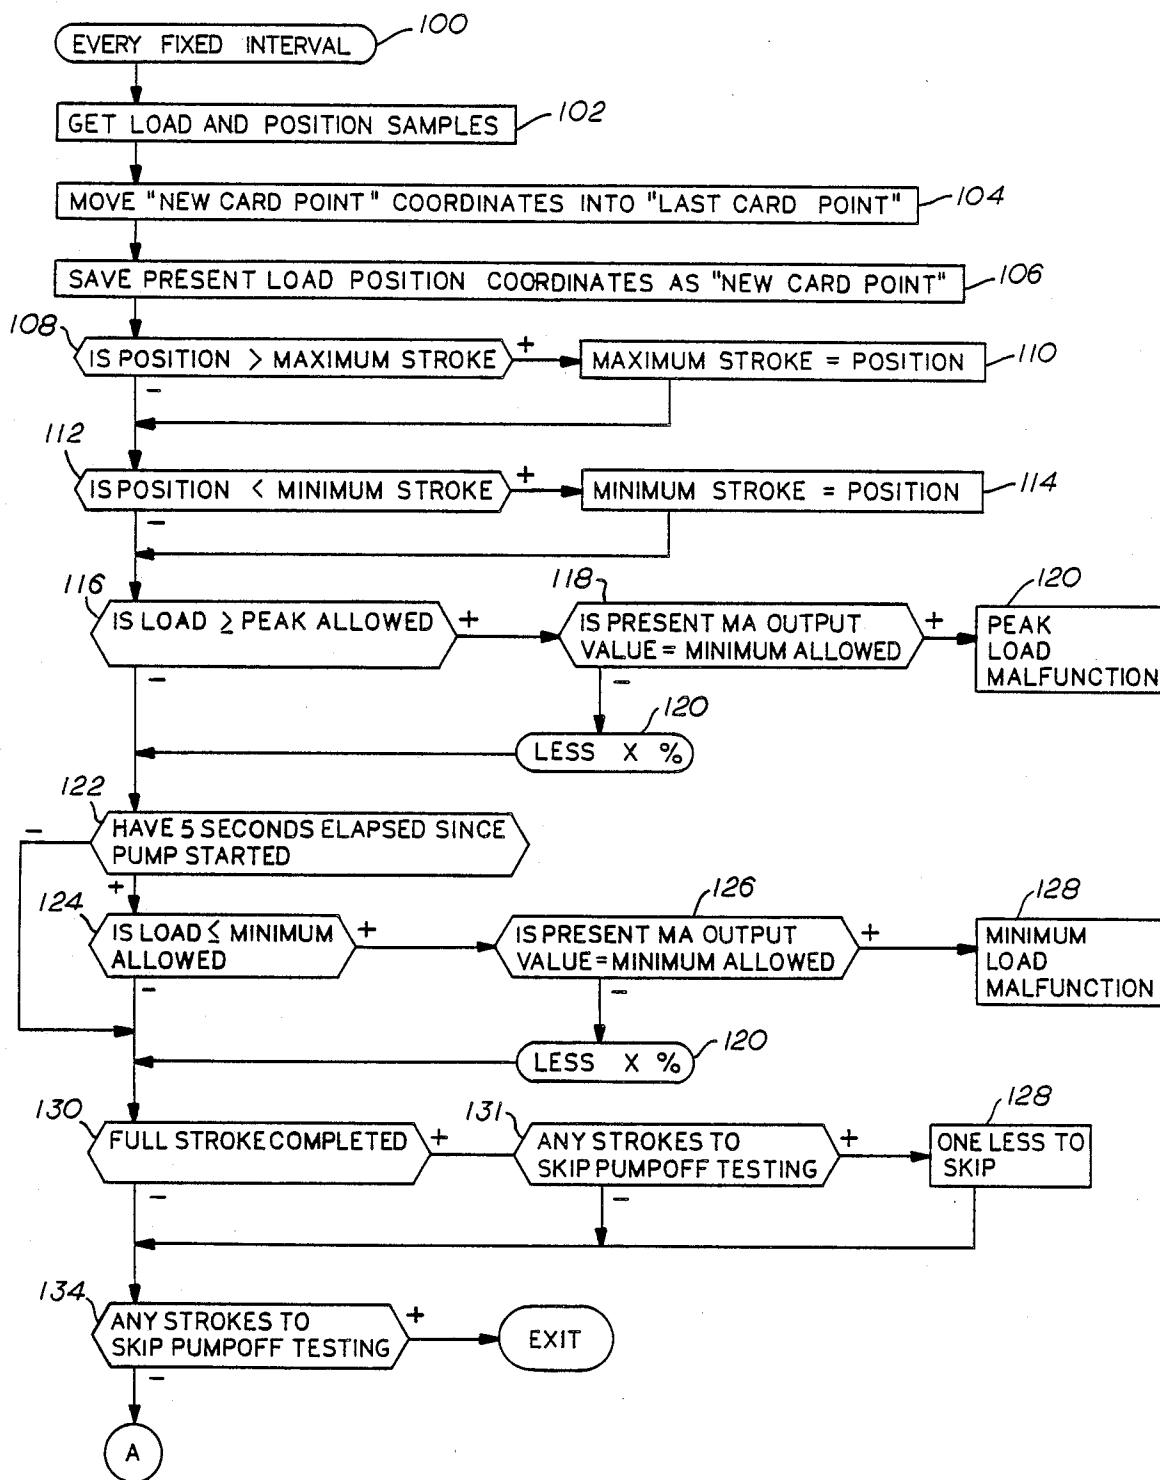 EVERY FIXED INTERVAL
100
GET LOAD AND POSITION SAMPLES
102
MOVE "NEW CARD POINT" COORDINATES INTO "LAST CARD POINT"
104
SAVE PRESENT LOAD POSITION COORDINATES AS "NEW CARD POINT"
106
108
IS POSITION > MAXIMUM STROKE
+
MAXIMUM STROKE = POSITION
110
-
112
IS POSITION < MINIMUM STROKE
+
MINIMUM STROKE = POSITION
114
-
116
IS LOAD ≥ PEAK ALLOWED
+
118
IS PRESENT MA OUTPUT
VALUE = MINIMUM ALLOWED
+
120
PEAK
LOAD
MALFUNCTION
-
-
120
LESS X %
122
-
HAVE 5 SECONDS ELAPSED SINCE
PUMP STARTED
+
124
IS LOAD ≤ MINIMUM
ALLOWED
+
126
IS PRESENT MA OUTPUT
VALUE = MINIMUM ALLOWED
+
128
MINIMUM
LOAD
MALFUNCTION
-
-
LESS X %
120
130
FULL STROKE COMPLETED
+
131
ANY STROKES TO
SKIP PUMPOFF TESTING
+
128
ONE LESS TO
SKIP
-
-
134
ANY STROKES TO
SKIP PUMPOFF TESTING
+
EXIT
-
A